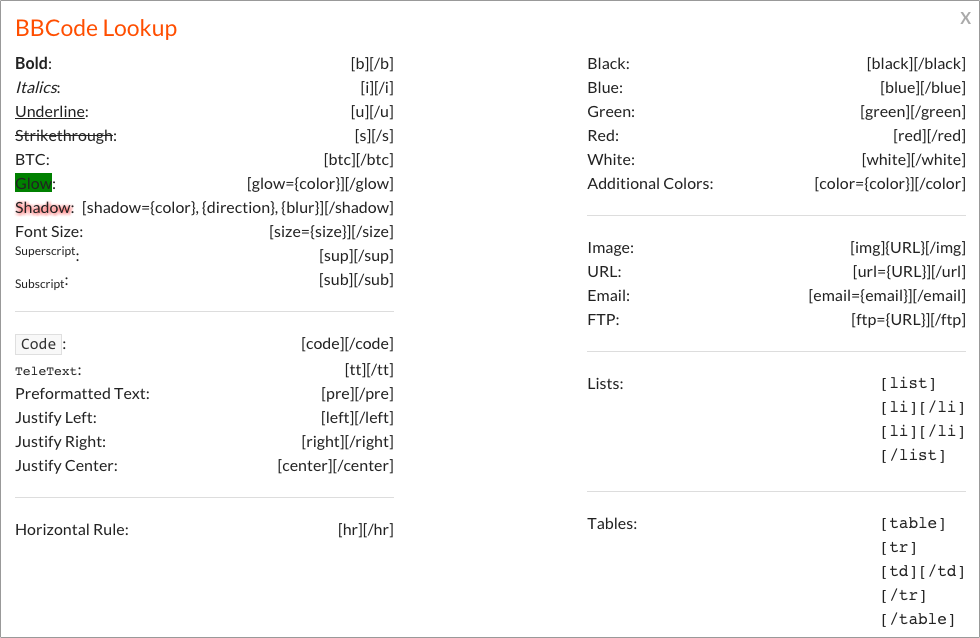 BBCode Lookup
X
Bold: [b][/b]
Italics: [i][/i]
Underline: [u][/u]
Strikethrough: [s][/s]
BTC: [btc][/btc]
Glow: [glow={color}][/glow]
Shadow: [shadow={color}, {direction}, {blur}][/shadow]
Font Size: [size={size}][/size]
Superscript: [sup][/sup]
Subscript: [sub][/sub]
Code: [code][/code]
TeleText: [tt][/tt]
Preformatted Text: [pre][/pre]
Justify Left: [left][/left]
Justify Right: [right][/right]
Justify Center: [center][/center]
Horizontal Rule: [hr][/hr]
Black: [black][/black]
Blue: [blue][/blue]
Green: [green][/green]
Red: [red][/red]
White: [white][/white]
Additional Colors: [color={color}][/color]
Image: [img]{URL}[/img]
URL: [url={URL}][/url]
Email: [email={email}][/email]
FTP: [ftp={URL}][/ftp]
Lists: [list]
[li][/li]
[li][/li]
[/list]
Tables: [table]
[tr]
[td][/td]
[/tr]
[/table]